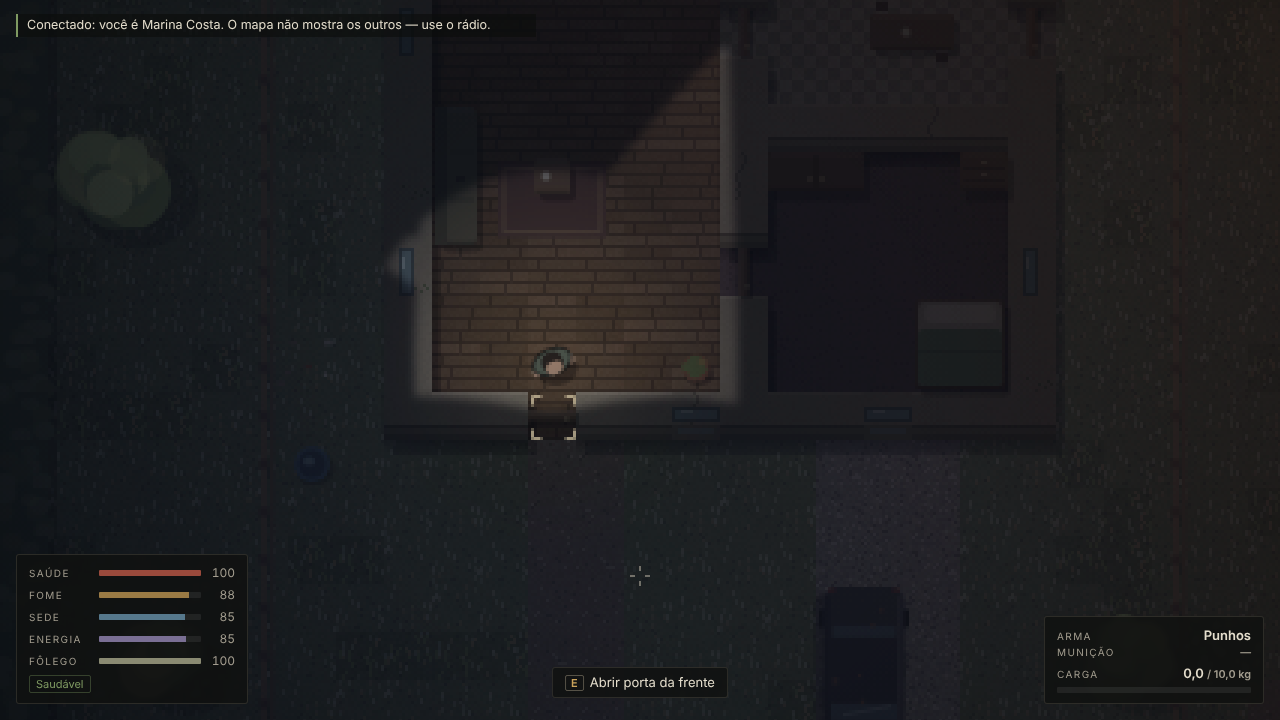 Conectado: você é Marina Costa. O mapa não mostra os outros — use o rádio.
SAÚDE 100
FOME 88
SEDE 85
ENERGIA 85
FÔLEGO 100
Saudável
E Abrir porta da frente
ARMA Punhos
MUNIÇÃO —
CARGA 0,0 / 10,0 kg